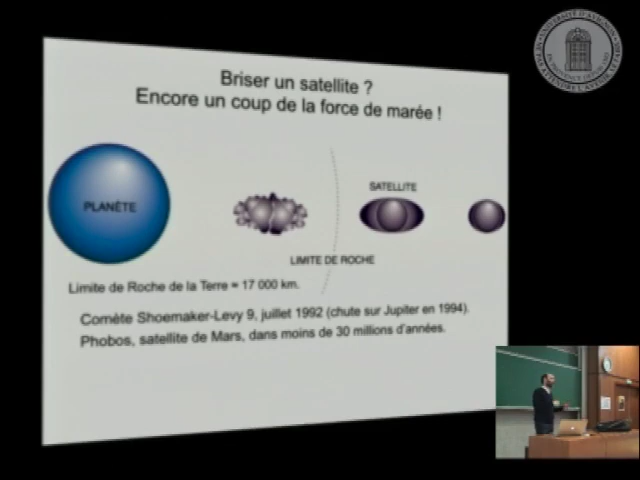 Briser un satellite ?
Encore un coup de la force de marée !
PLANÈTE
SATELLITE
LIMITE DE ROCHE
Limite de Roche de la Terre = 17 000 km.
Comète Shoemaker-Levy 9, juillet 1992 (chute sur Jupiter en 1994).
Phobos, satellite de Mars, dans moins de 30 millions d'années.
UNIVERSITÉ D'AVIGNON